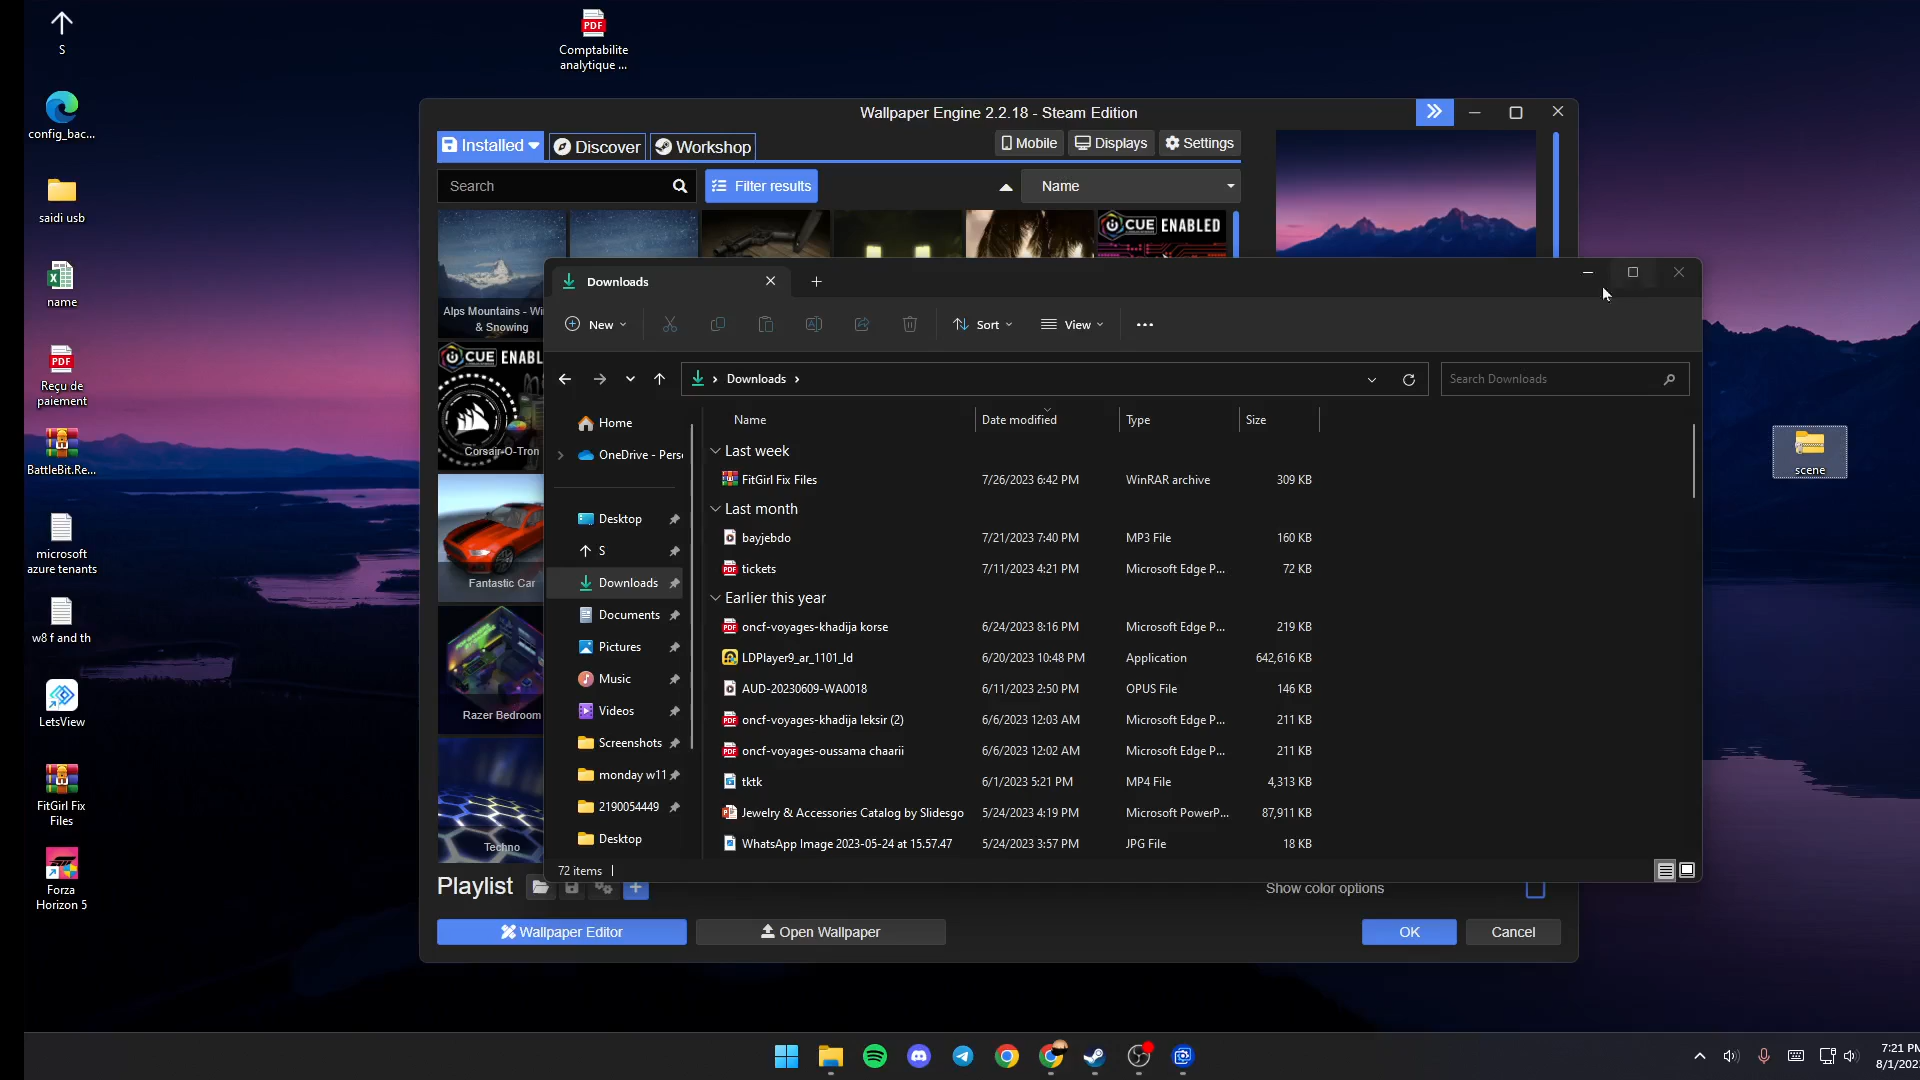 S
config_bac...
saidi usb
name
PDF
Reçu de
paiement
BattleBit.Re...
microsoft
azure tenants
w8 f and th
LetsView
FitGirl Fix
Files
Forza
Horizon 5
PDF
Comptabilite
analytique ...
scene
Wallpaper Engine 2.2.18 - Steam Edition
Installed
Discover
Workshop
Mobile
Displays
Settings
Search
Filter results
Name
CUE ENABLED
Alps Mountains - Wi
& Snowing
CUE ENABL
Corsair-O-Tron
Fantastic Car
Razer Bedroom
Techno
Downloads
New
Sort
View
Downloads
Search Downloads
Home
OneDrive - Pers
Desktop
S
Downloads
Documents
Pictures
Music
Videos
Screenshots
monday w11
2190054449
Desktop
Name Date modified Type Size
Last week
FitGirl Fix Files 7/26/2023 6:42 PM WinRAR archive 309 KB
Last month
bayjebdo 7/21/2023 7:40 PM MP3 File 160 KB
PDF tickets 7/11/2023 4:21 PM Microsoft Edge P... 72 KB
Earlier this year
PDF oncf-voyages-khadija korse 6/24/2023 8:16 PM Microsoft Edge P... 219 KB
LDPlayer9_ar_1101_ld 6/20/2023 10:48 PM Application 642,616 KB
AUD-20230609-WA0018 6/11/2023 2:50 PM OPUS File 146 KB
PDF oncf-voyages-khadija leksir (2) 6/6/2023 12:03 AM Microsoft Edge P... 211 KB
PDF oncf-voyages-oussama chaarii 6/6/2023 12:02 AM Microsoft Edge P... 211 KB
tktk 6/1/2023 5:21 PM MP4 File 4,313 KB
Jewelry & Accessories Catalog by Slidesgo 5/24/2023 4:19 PM Microsoft PowerP... 87,911 KB
WhatsApp Image 2023-05-24 at 15.57.47 5/24/2023 3:57 PM JPG File 18 KB
72 items
Playlist
Show color options
Wallpaper Editor
Open Wallpaper
OK
Cancel
7:21 PM
8/1/202